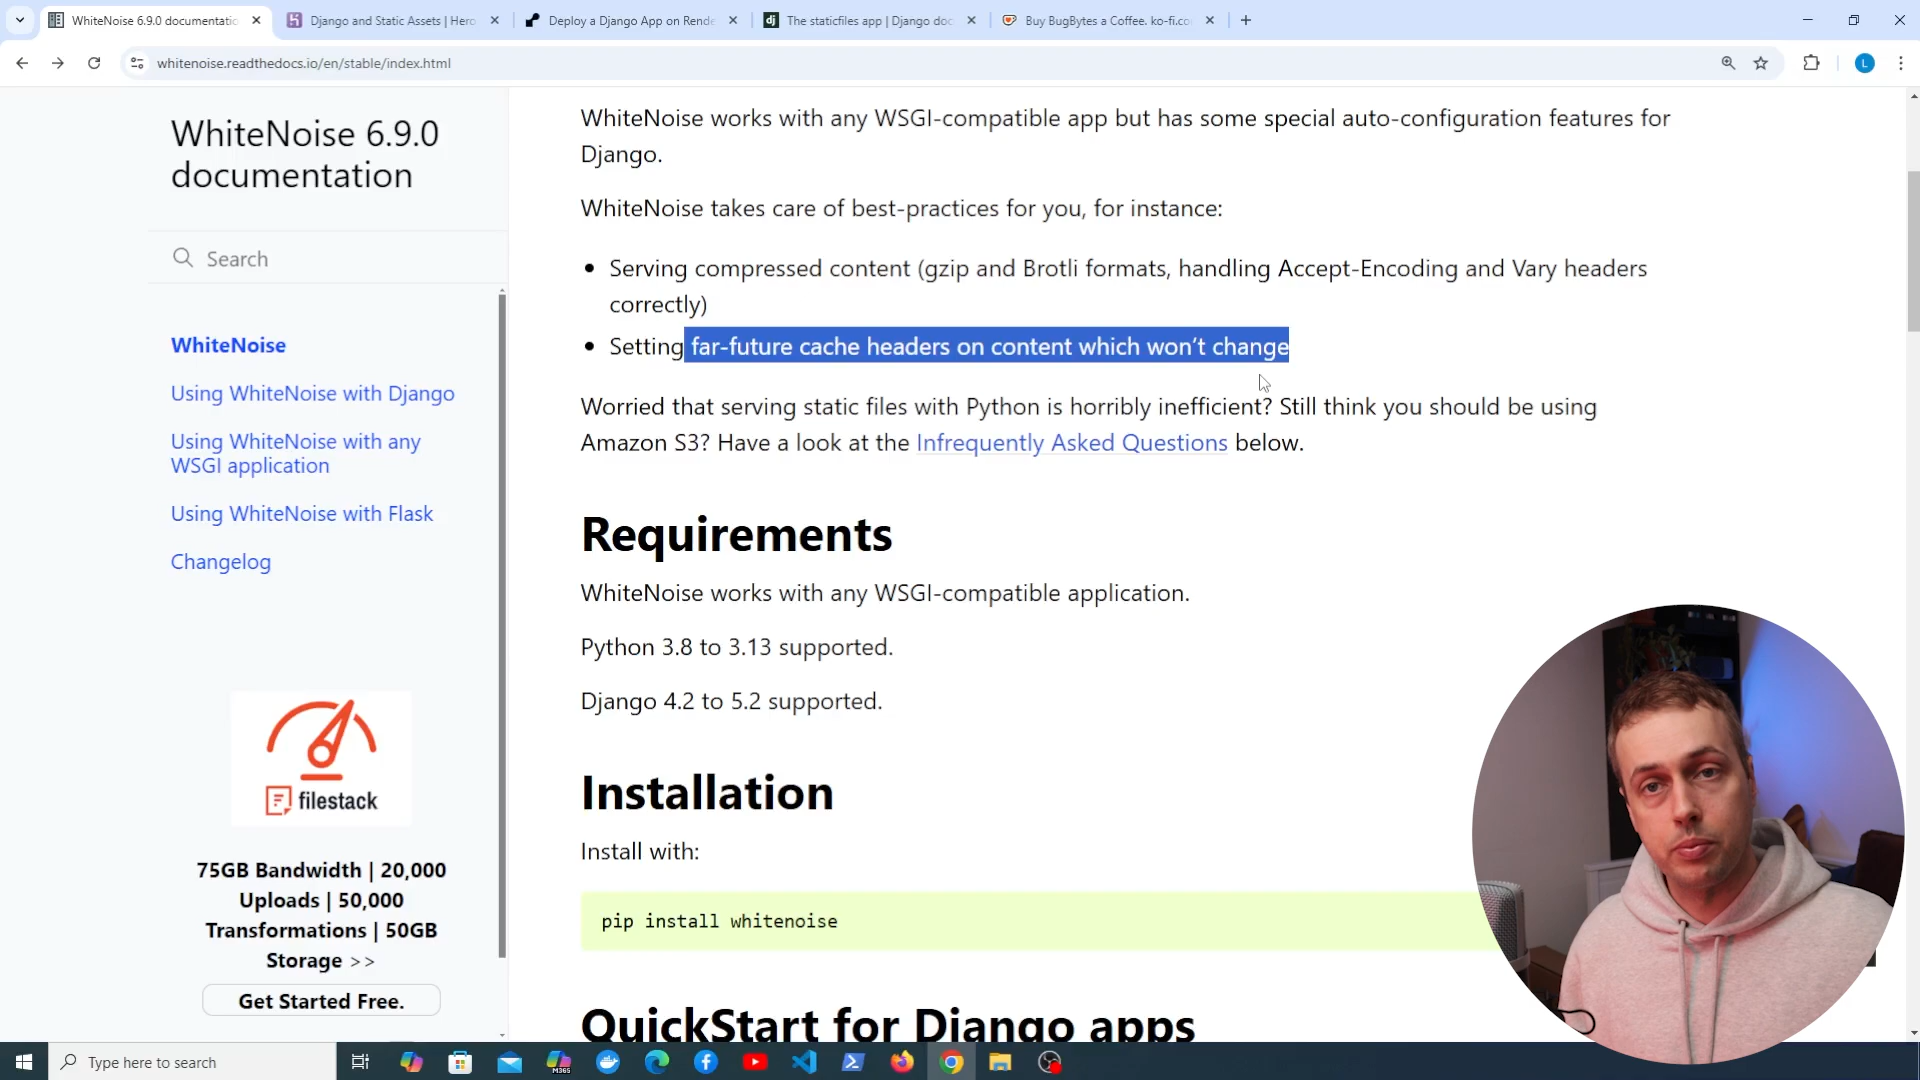 WhiteNoise 6.9.0 documentatio
Django and Static Assets | Hero
Deploy a Django App on Rende
The staticfiles app | Django doc
Buy BugBytes a Coffee. ko-fi.co
whitenoise.readthedocs.io/en/stable/index.html
L
WhiteNoise 6.9.0
documentation
Search
WhiteNoise
Using WhiteNoise with Django
Using WhiteNoise with any
WSGI application
Using WhiteNoise with Flask
Changelog
filestack
75GB Bandwidth | 20,000
Uploads | 50,000
Transformations | 50GB
Storage >>
Get Started Free.
WhiteNoise works with any WSGI-compatible app but has some special auto-configuration features for
Django.
WhiteNoise takes care of best-practices for you, for instance:
• Serving compressed content (gzip and Brotli formats, handling Accept-Encoding and Vary headers
correctly)
• Setting far-future cache headers on content which won’t change
Worried that serving static files with Python is horribly inefficient? Still think you should be using
Amazon S3? Have a look at the Infrequently Asked Questions below.
Requirements
WhiteNoise works with any WSGI-compatible application.
Python 3.8 to 3.13 supported.
Django 4.2 to 5.2 supported.
Installation
Install with:
pip install whitenoise
QuickStart for Django apps
Type here to search
M365